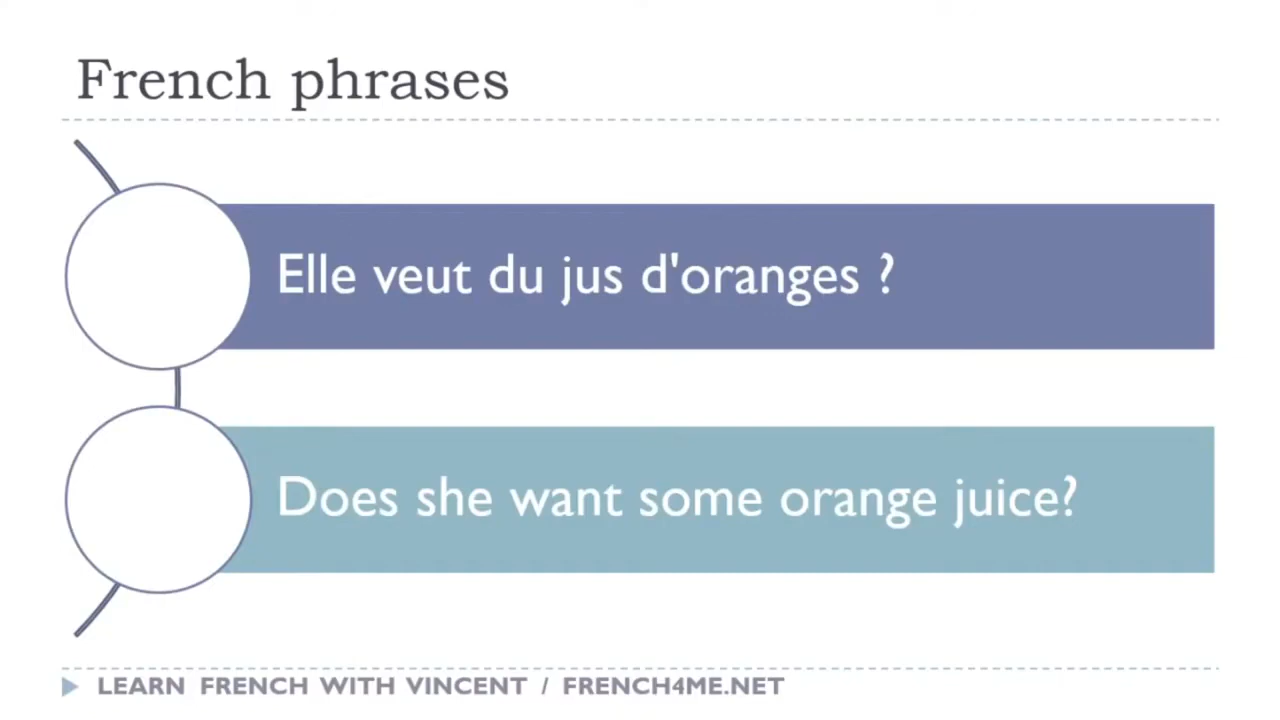 French phrases
Elle veut du jus d'oranges ?
Does she want some orange juice?
LEARN FRENCH WITH VINCENT / FRENCH4ME.NET